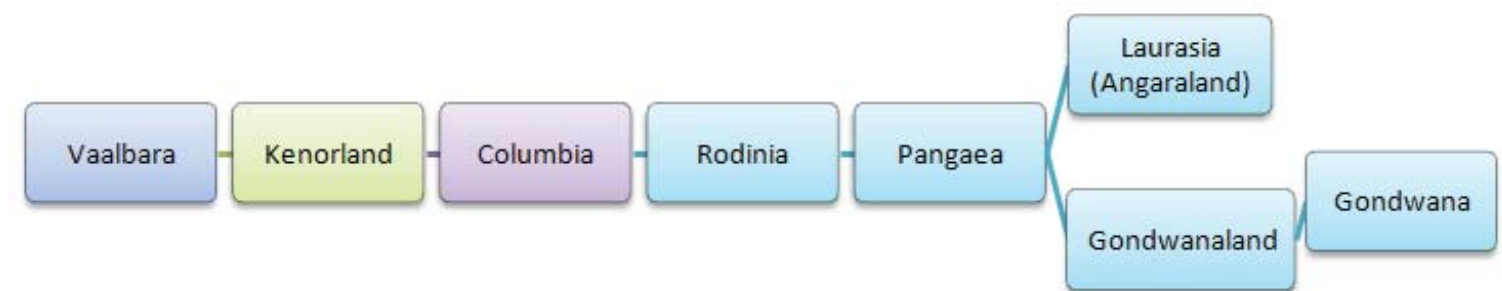 Vaalbara
Kenorland
Columbia
Rodinia
Pangaea
Laurasia
(Angaraland)
Gondwanaland
Gondwana